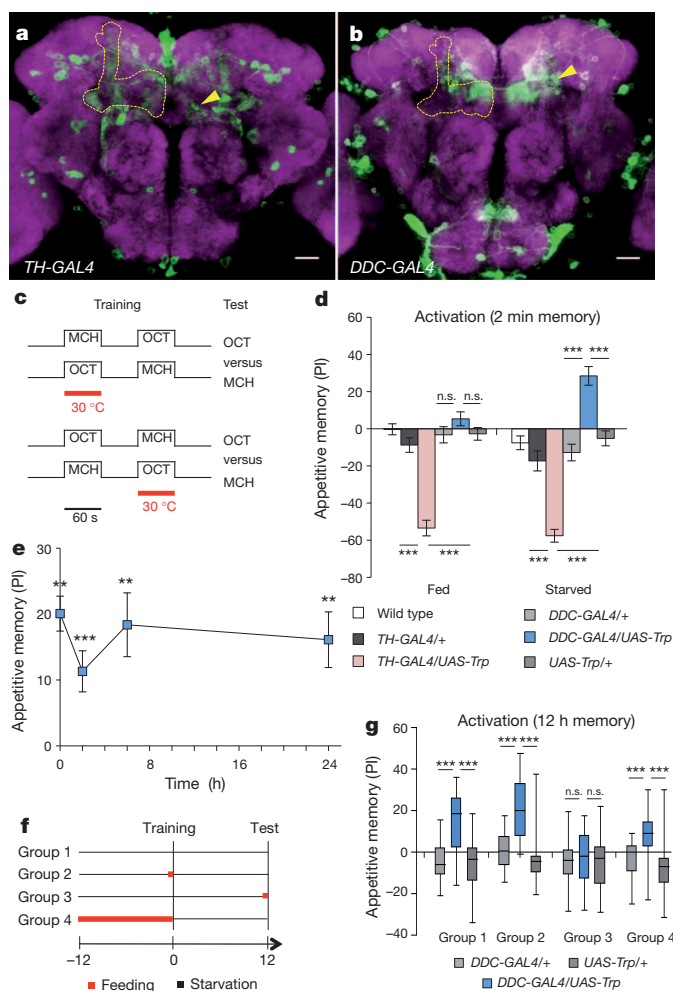 a
TH-GAL4
b
DDC-GAL4
c
Training Test
MCH OCT OCT
versus
OCT MCH MCH
30 °C
OCT MCH OCT
versus
MCH OCT MCH
60 s 30 °C
d
Activation (2 min memory)
Appetitive memory (PI)
60
40
20
0
−20
−40
−60
−80
n.s. n.s.
*** ***
*** ***
*** ***
Fed Starved
Wild type
TH-GAL4/+
TH-GAL4/UAS-Trp
DDC-GAL4/+
DDC-GAL4/UAS-Trp
UAS-Trp/+
e
Appetitive memory (PI)
30
20
10
0
** *** ** **
0 4 8 12 16 20 24
Time (h)
f
Training Test
Group 1
Group 2
Group 3
Group 4
−12 0 12
Feeding Starvation
g
Activation (12 h memory)
Appetitive memory (PI)
60
40
20
0
−20
−40
*** *** *** *** n.s. n.s. *** ***
Group 1 Group 2 Group 3 Group 4
DDC-GAL4/+ UAS-Trp/+
DDC-GAL4/UAS-Trp